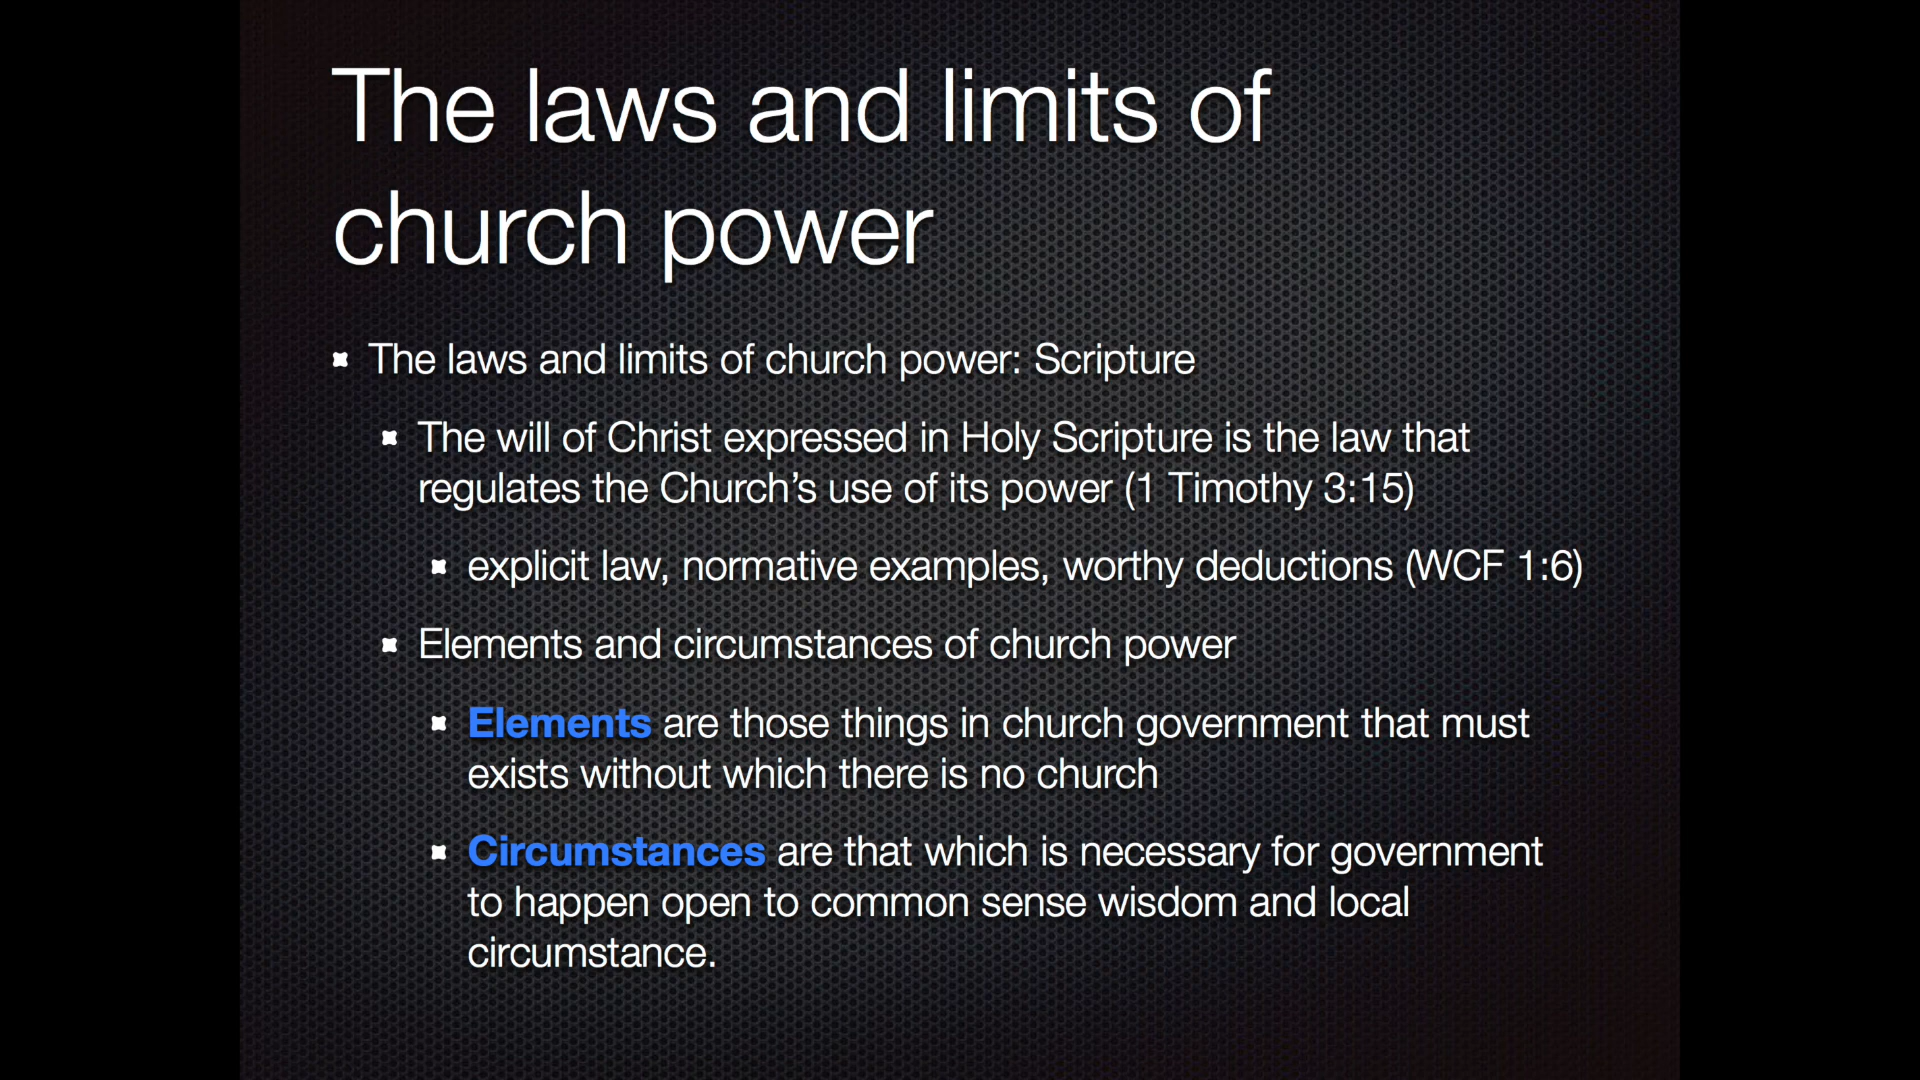 The laws and limits of
church power
The laws and limits of church power: Scripture
The will of Christ expressed in Holy Scripture is the law that
regulates the Church’s use of its power (1 Timothy 3:15)
explicit law, normative examples, worthy deductions (WCF 1:6)
Elements and circumstances of church power
Elements are those things in church government that must
exists without which there is no church
Circumstances are that which is necessary for government
to happen open to common sense wisdom and local
circumstance.